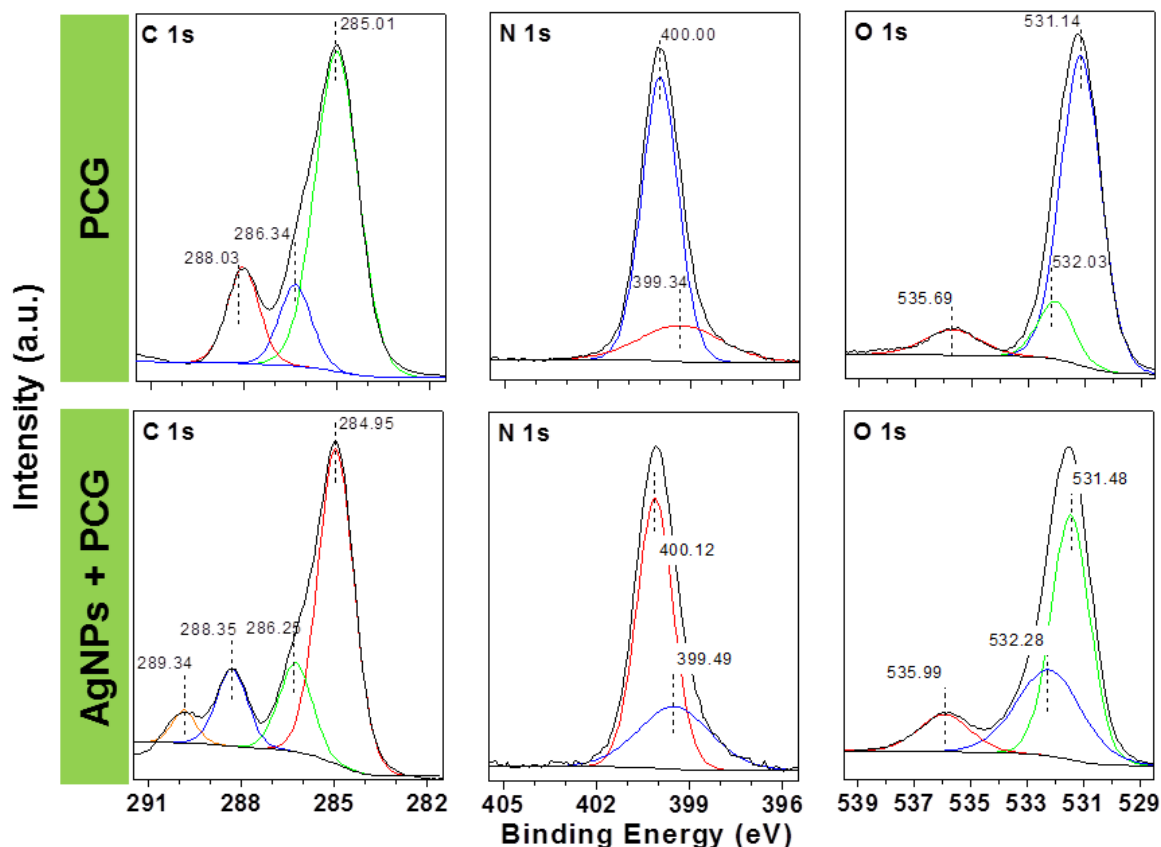 PCG
AgNPs + PCG
Intensity (a.u.)
C 1s
285.01
286.34
288.03
N 1s
400.00
399.34
O 1s
531.14
532.03
535.69
C 1s
284.95
288.35
286.25
289.34
N 1s
400.12
399.49
O 1s
531.48
532.28
535.99
291 288 285 282
405 402 399 396
539 537 535 533 531 529
Binding Energy (eV)